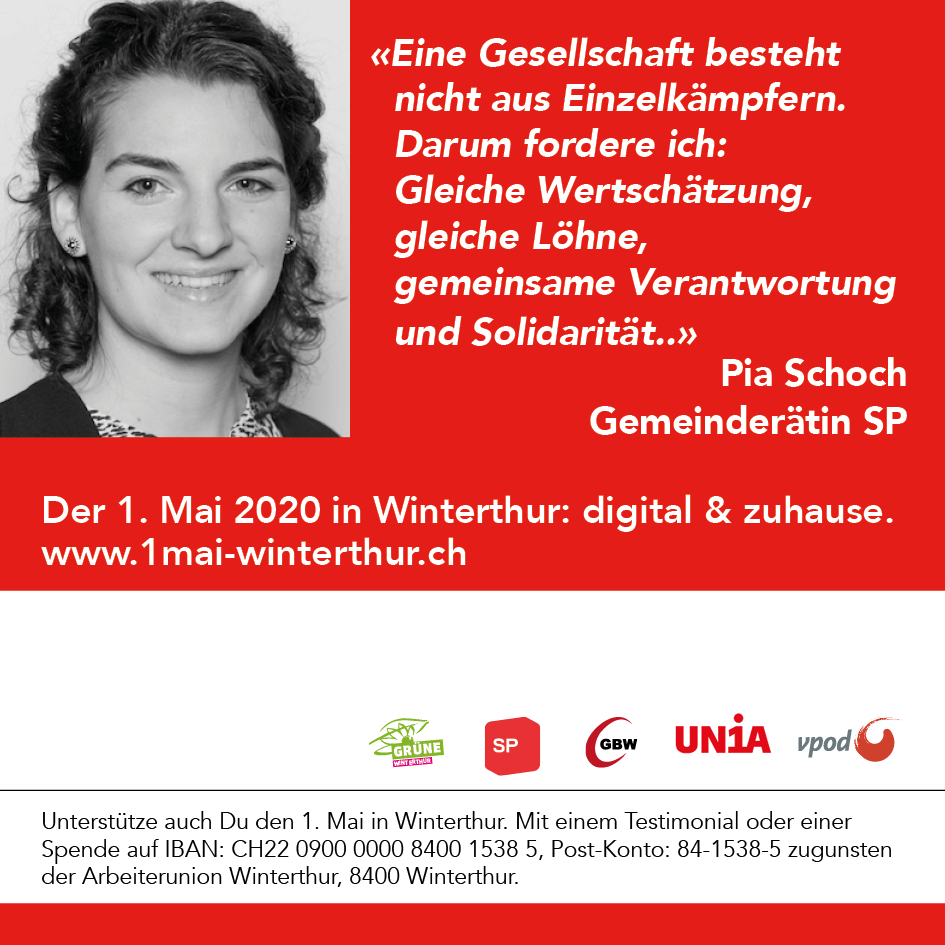 «Eine Gesellschaft besteht
nicht aus Einzelkämpfern.
Darum fordere ich:
Gleiche Wertschätzung,
gleiche Löhne,
gemeinsame Verantwortung
und Solidarität..»
Pia Schoch
Gemeinderätin SP
Der 1. Mai 2020 in Winterthur: digital & zuhause.
www.1mai-winterthur.ch
GRÜNE
WINTERTHUR
SP
GBW
UNiA
vpod
Unterstütze auch Du den 1. Mai in Winterthur. Mit einem Testimonial oder einer
Spende auf IBAN: CH22 0900 0000 8400 1538 5, Post-Konto: 84-1538-5 zugunsten
der Arbeiterunion Winterthur, 8400 Winterthur.